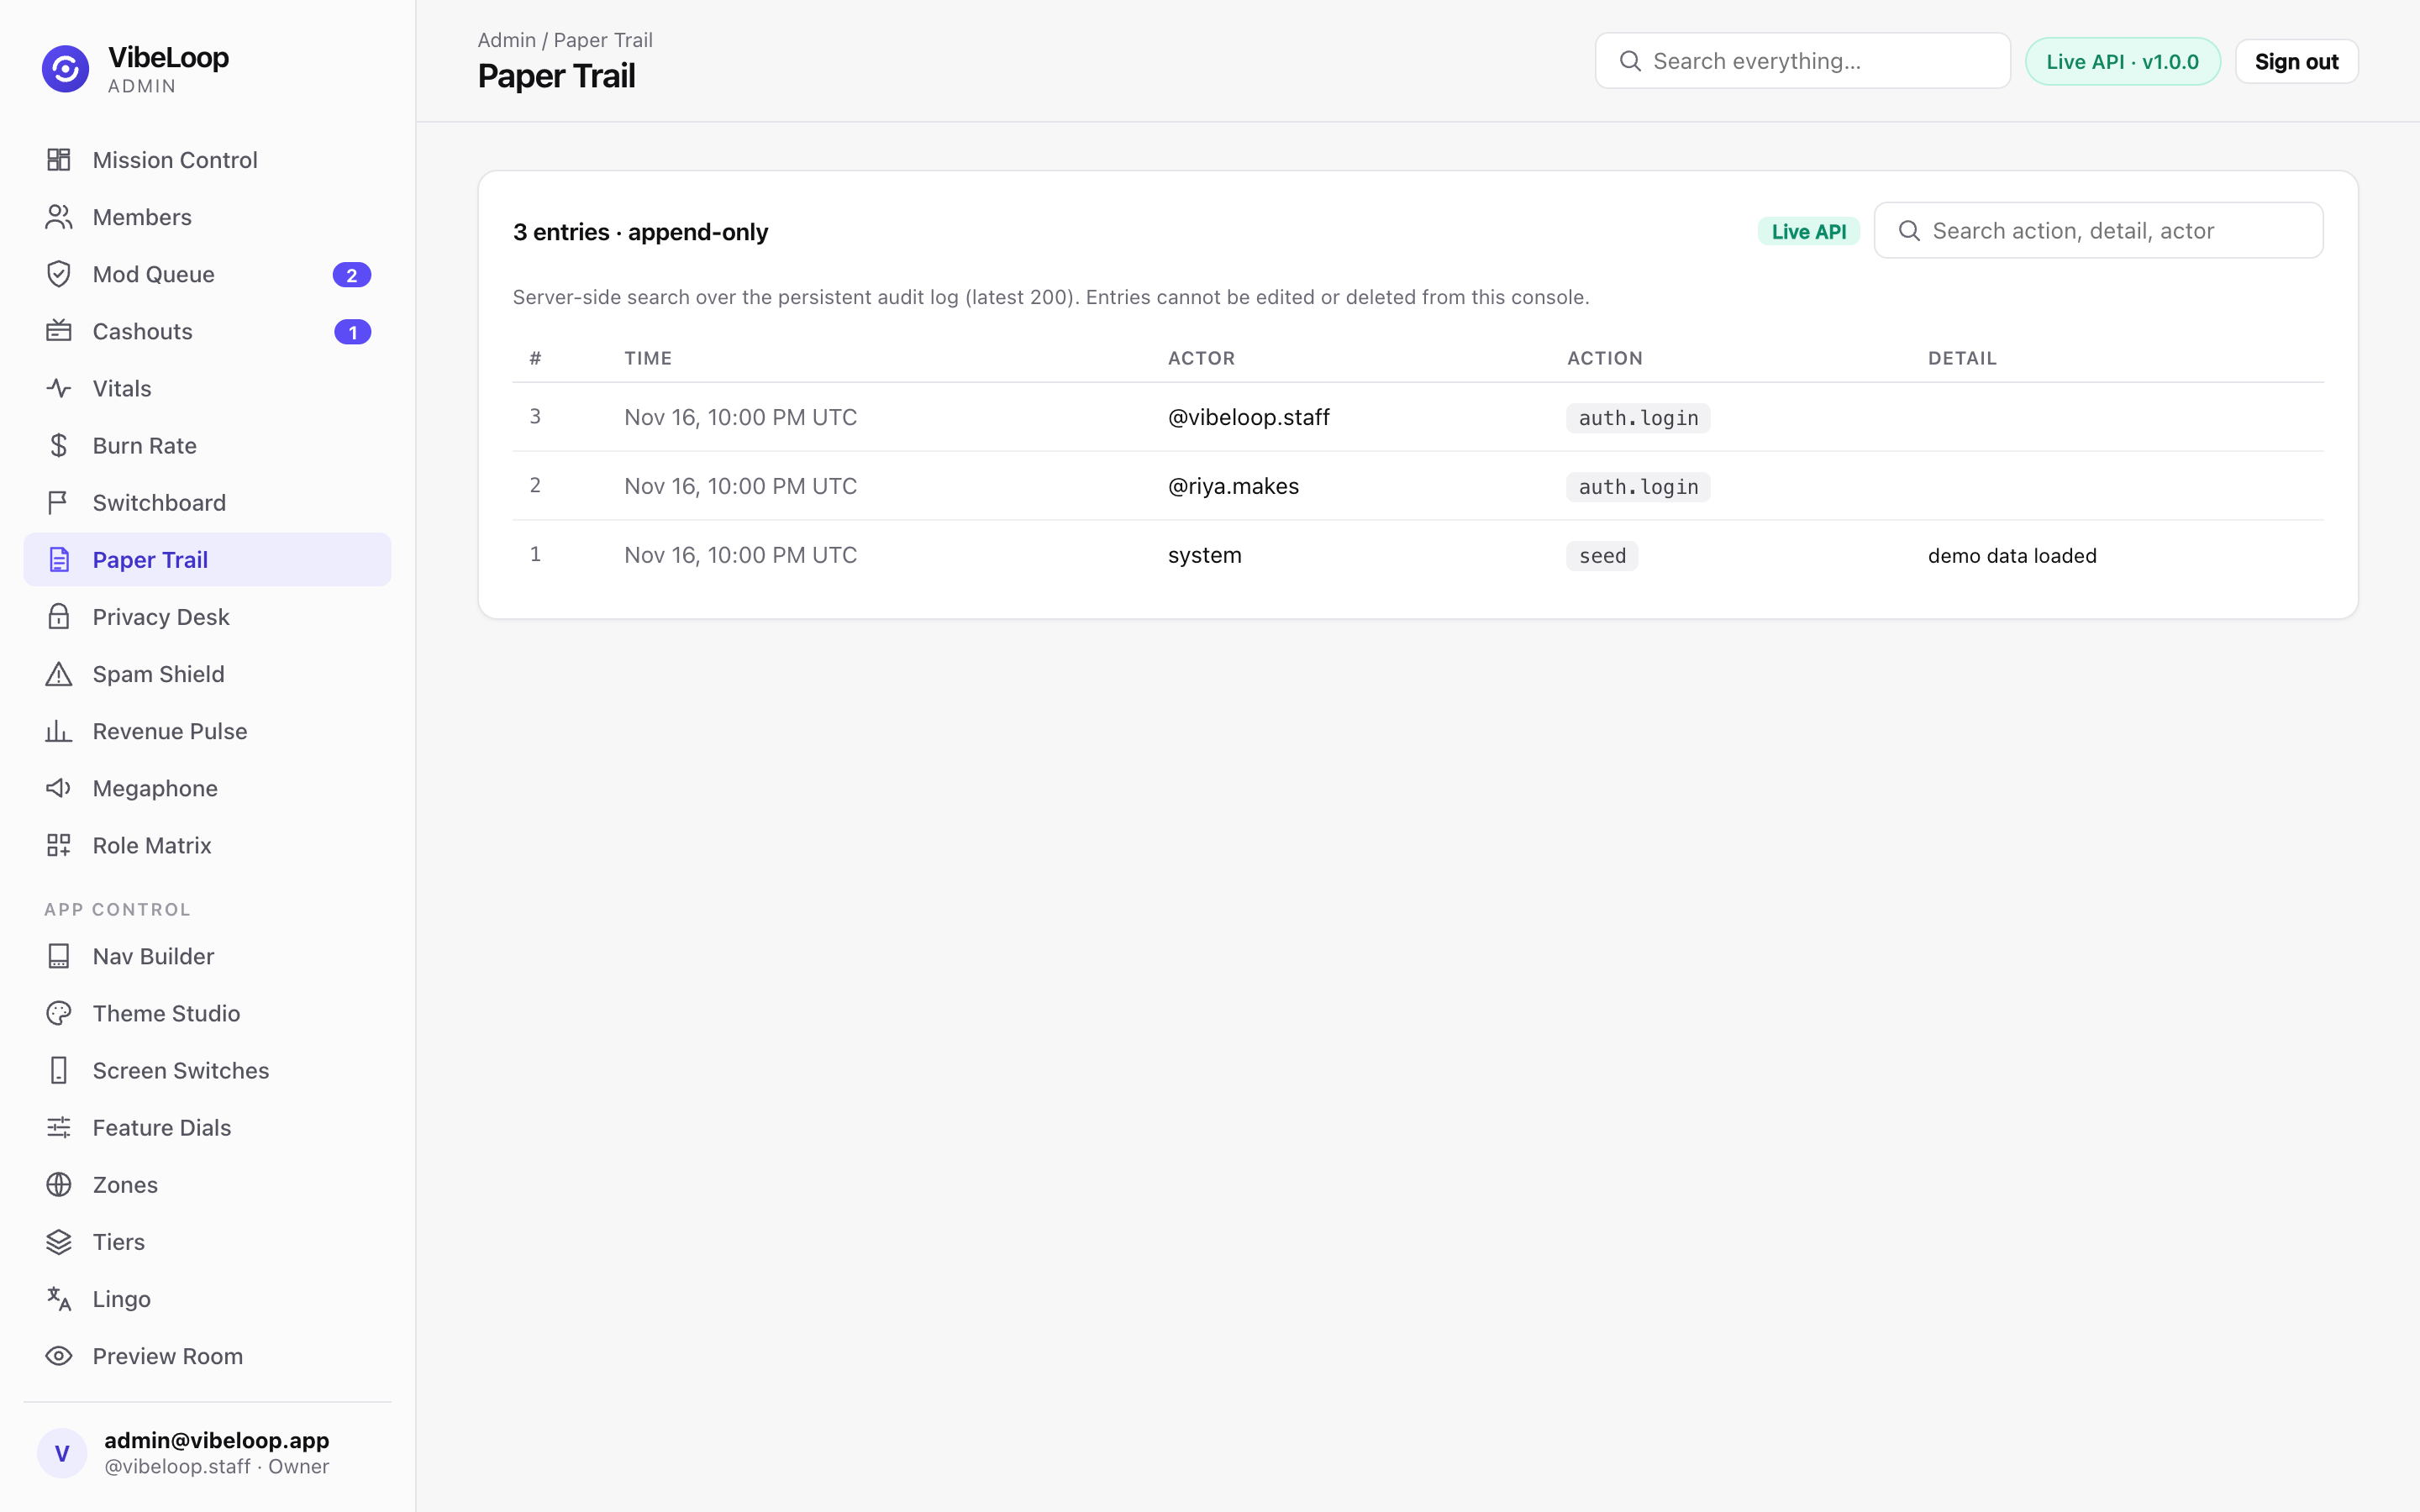 VibeLoop
ADMIN
Mission Control
Members
Mod Queue 2
Cashouts 1
Vitals
Burn Rate
Switchboard
Paper Trail
Privacy Desk
Spam Shield
Revenue Pulse
Megaphone
Role Matrix
APP CONTROL
Nav Builder
Theme Studio
Screen Switches
Feature Dials
Zones
Tiers
Lingo
Preview Room
V
admin@vibeloop.app
@vibeloop.staff · Owner
Admin / Paper Trail
Paper Trail
Search everything...
Live API · v1.0.0
Sign out
3 entries · append-only
Live API
Search action, detail, actor
Server-side search over the persistent audit log (latest 200). Entries cannot be edited or deleted from this console.
# TIME ACTOR ACTION DETAIL
3 Nov 16, 10:00 PM UTC @vibeloop.staff auth.login
2 Nov 16, 10:00 PM UTC @riya.makes auth.login
1 Nov 16, 10:00 PM UTC system seed demo data loaded